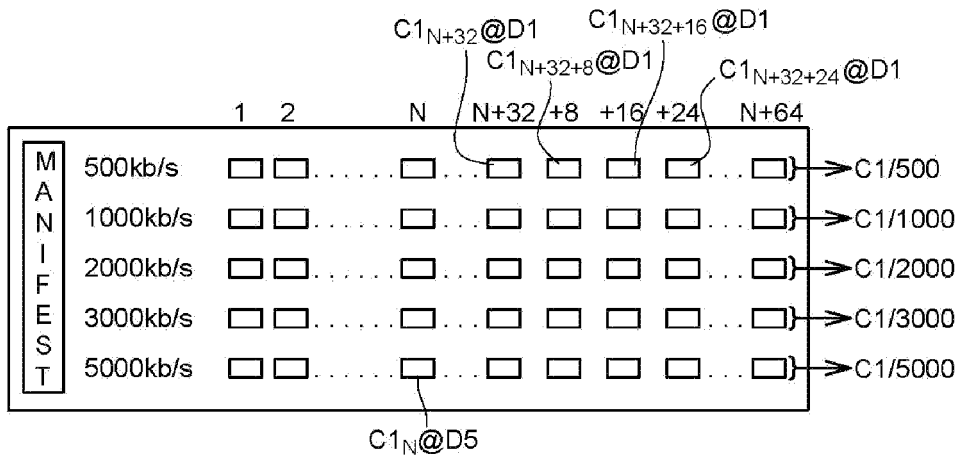 C1N+32@D1
C1N+32+16@D1
C1N+32+8@D1
C1N+32+24@D1
1 2 N N+32 +8 +16 +24 N+64
MANIFEST
500kb/s ...... ... ... C1/500
1000kb/s ...... ... ... C1/1000
2000kb/s ...... ... ... C1/2000
3000kb/s ...... ... ... C1/3000
5000kb/s ...... ... ... C1/5000
C1N@D5